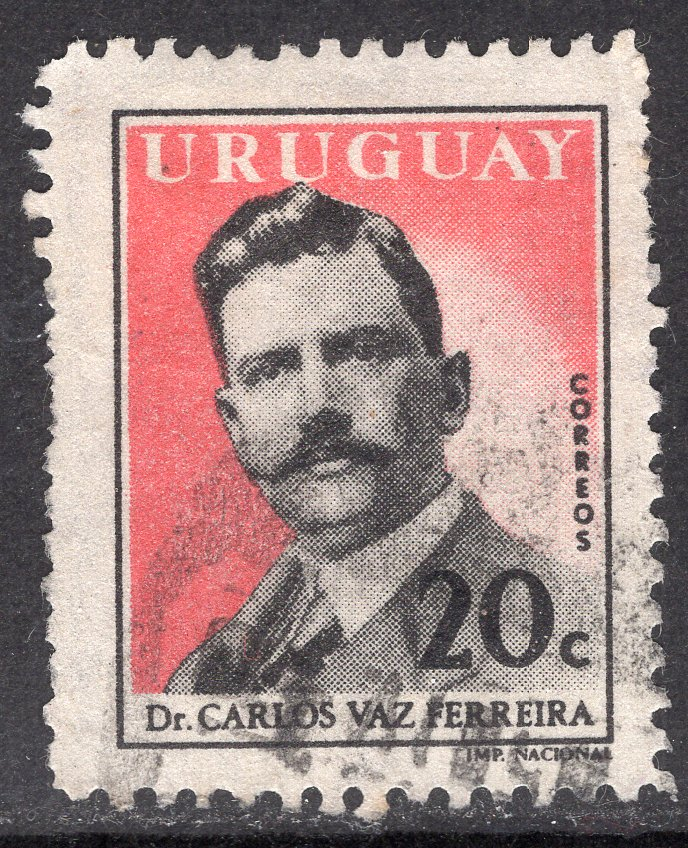 URUGUAY
CORREOS
20c
Dr. CARLOS VAZ FERREIRA
IMP. NACIONAL